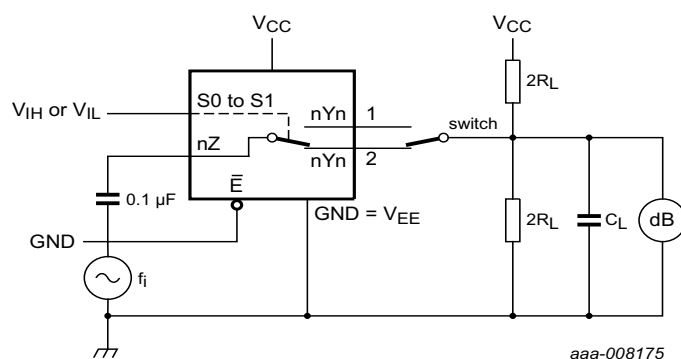 VCC
VCC
2RL
VIH or VIL
S0 to S1
nYn
1
switch
nZ
nYn
2
E̅
0.1 µF
GND = VEE
2RL
CL
dB
GND
fi
aaa-008175